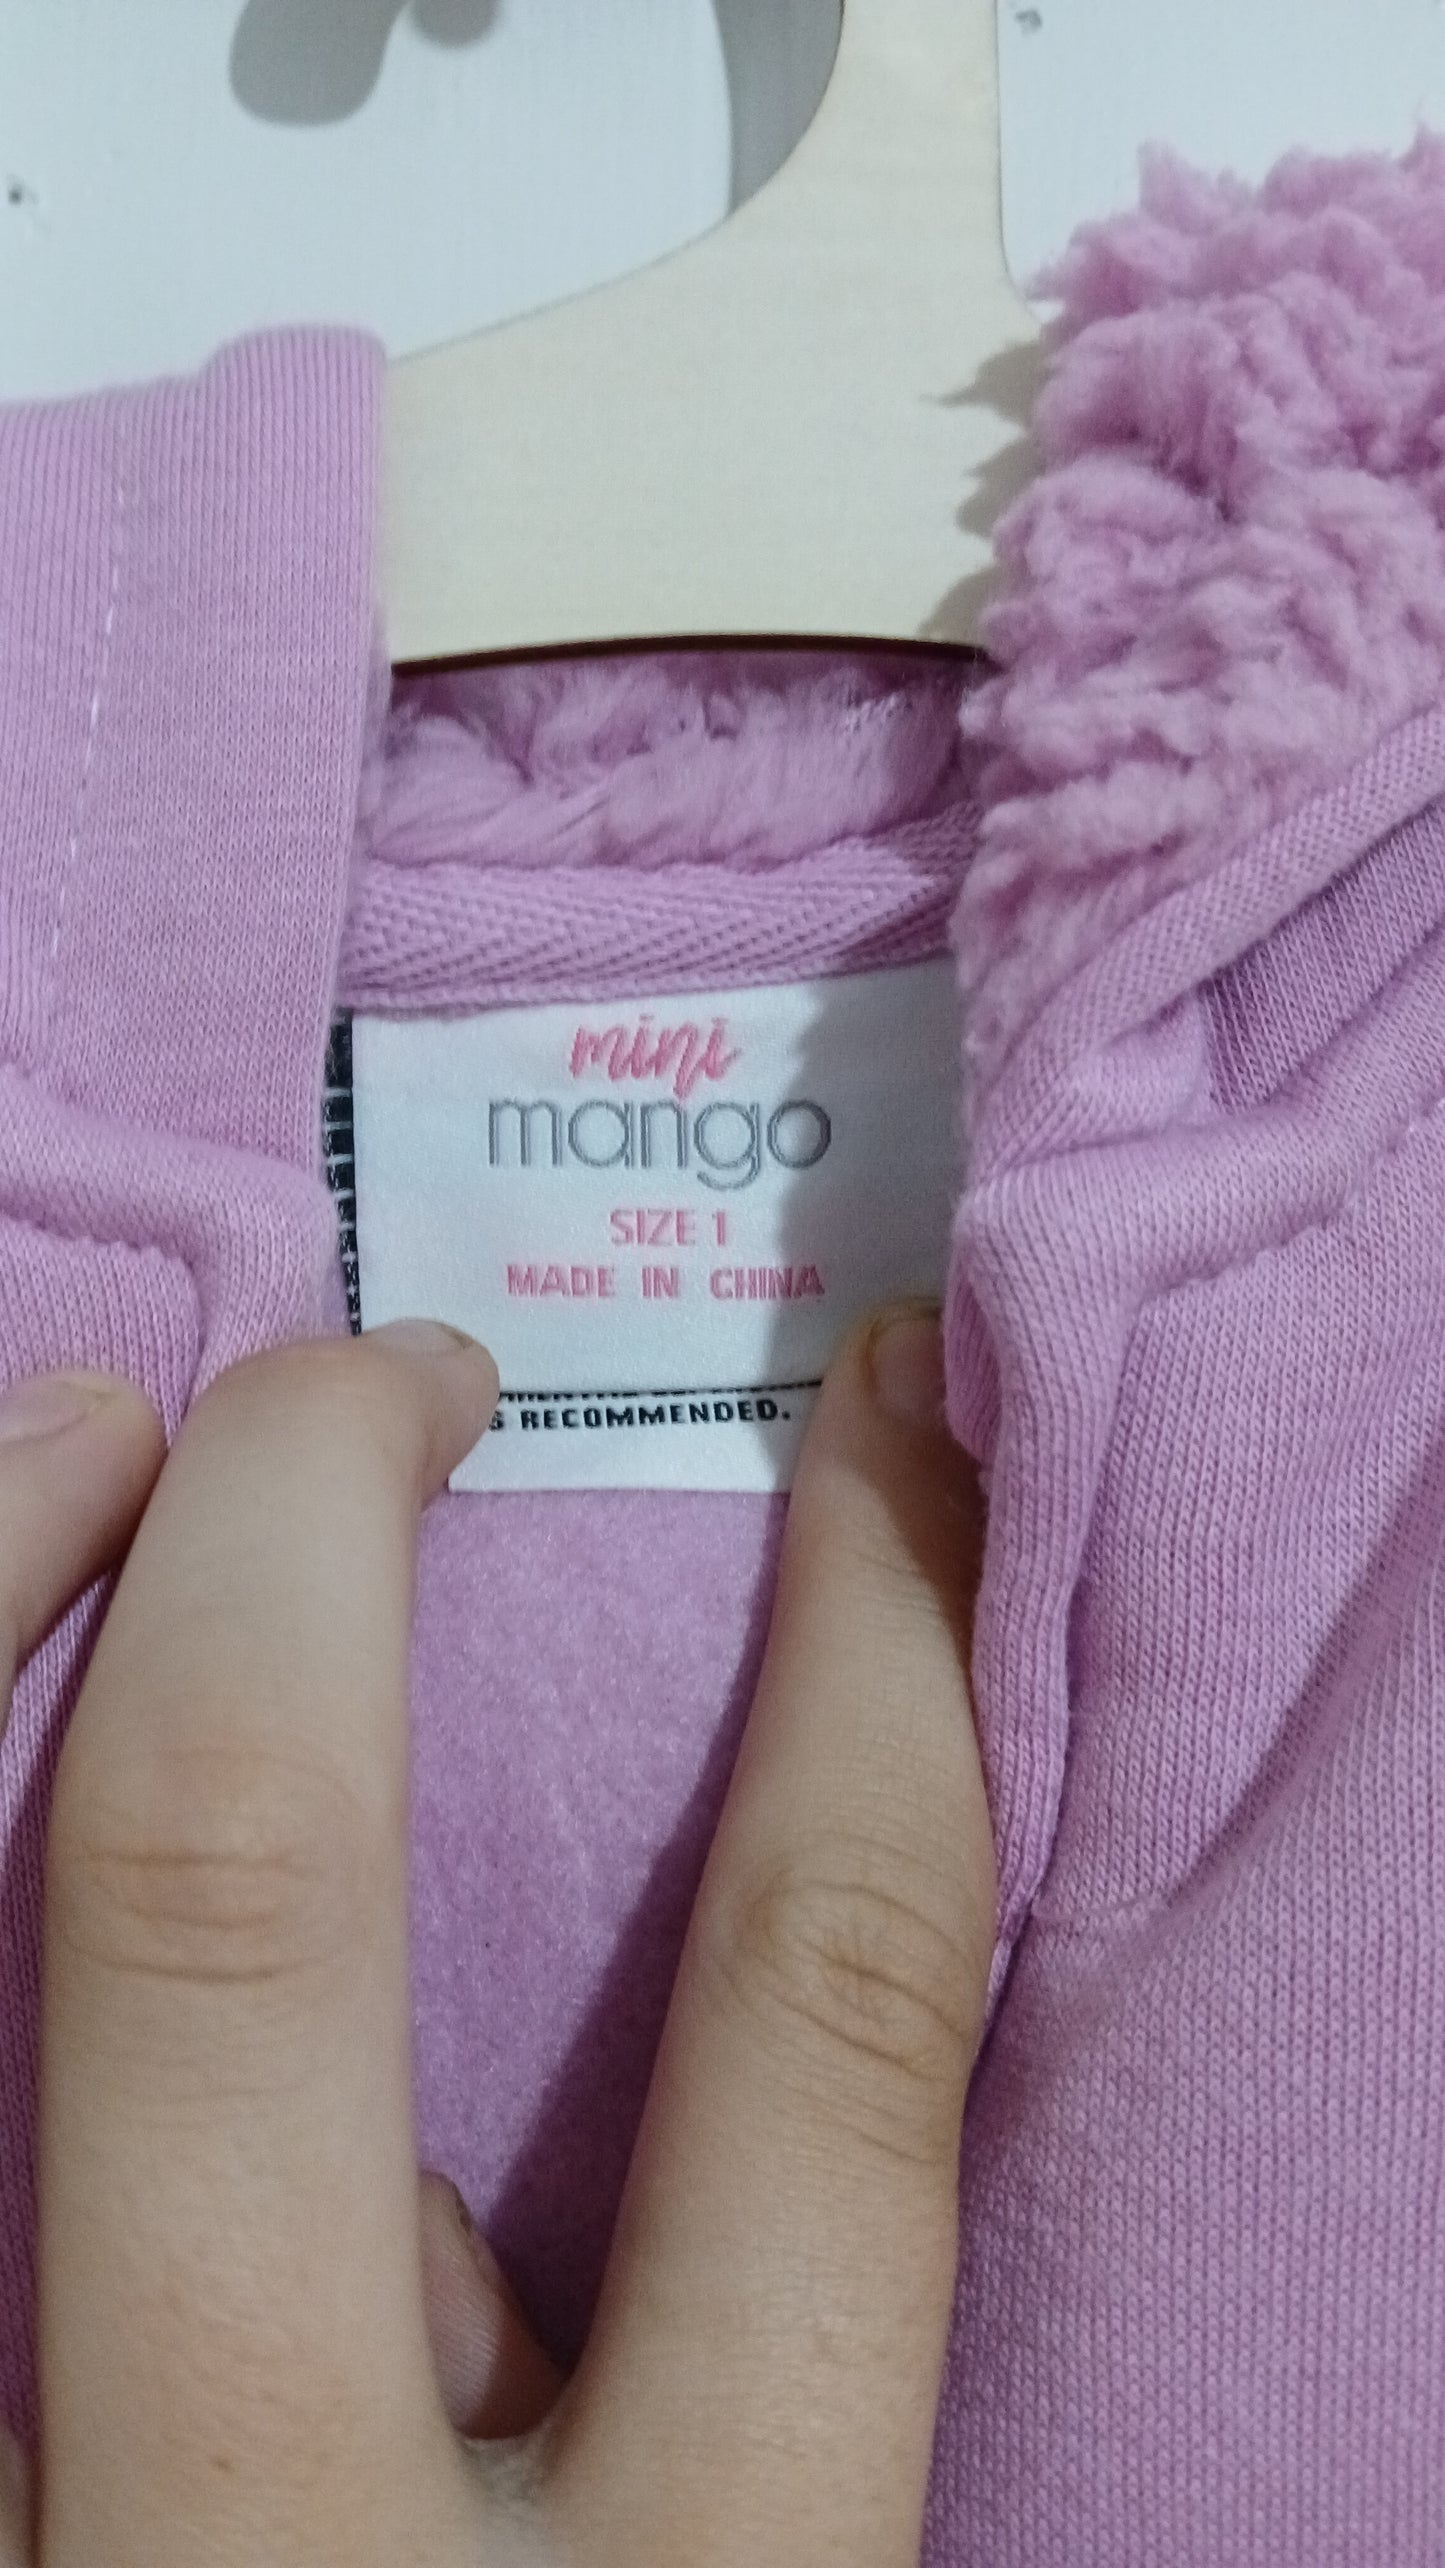 mini
mango
SIZE 1
MADE IN CHINA
RECOMMENDED.